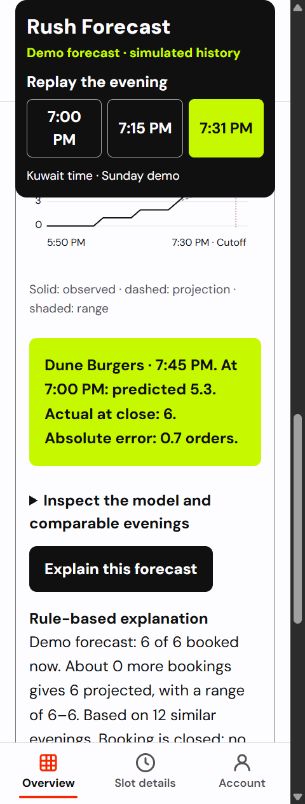 Rush Forecast
Demo forecast · simulated history
Replay the evening
7:00
PM
7:15 PM
7:31 PM
Kuwait time · Sunday demo
3
0
5:50 PM
7:30 PM · Cutoff
Solid: observed · dashed: projection ·
shaded: range
Dune Burgers · 7:45 PM. At
7:00 PM: predicted 5.3.
Actual at close: 6.
Absolute error: 0.7 orders.
Inspect the model and
comparable evenings
Explain this forecast
Rule-based explanation
Demo forecast: 6 of 6 booked
now. About 0 more bookings
gives 6 projected, with a range
of 6–6. Based on 12 similar
evenings. Booking is closed; no
Overview
Slot details
Account